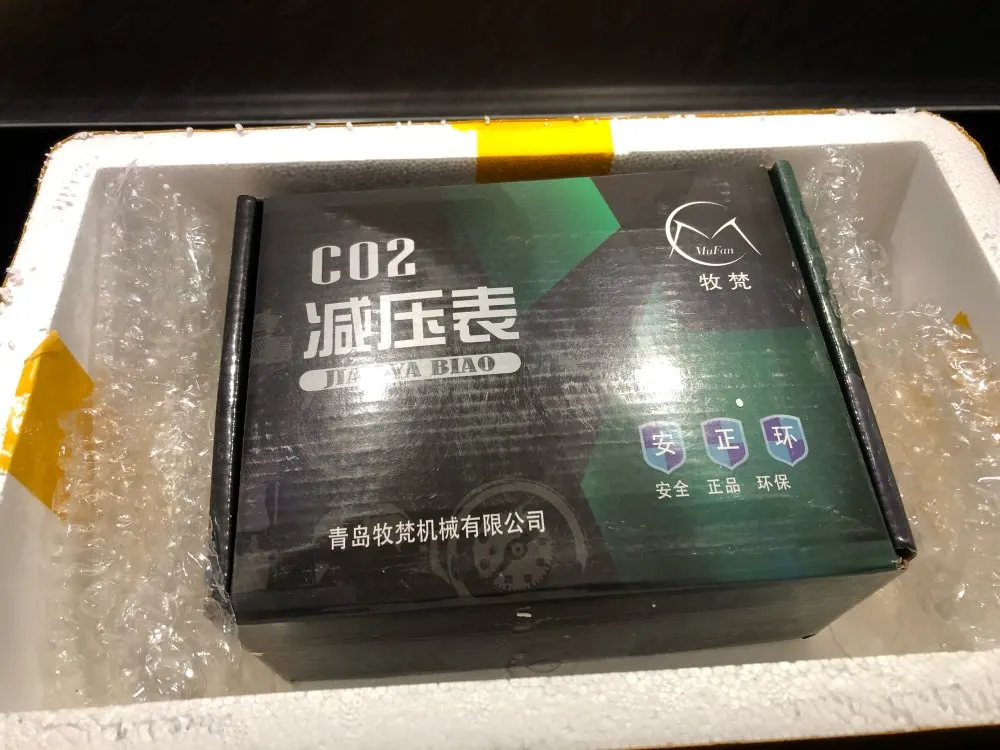 CO2
减压表
BIAO
MuFan
牧梵
安 正 环
安全 正品 环保
青岛牧梵机械有限公司